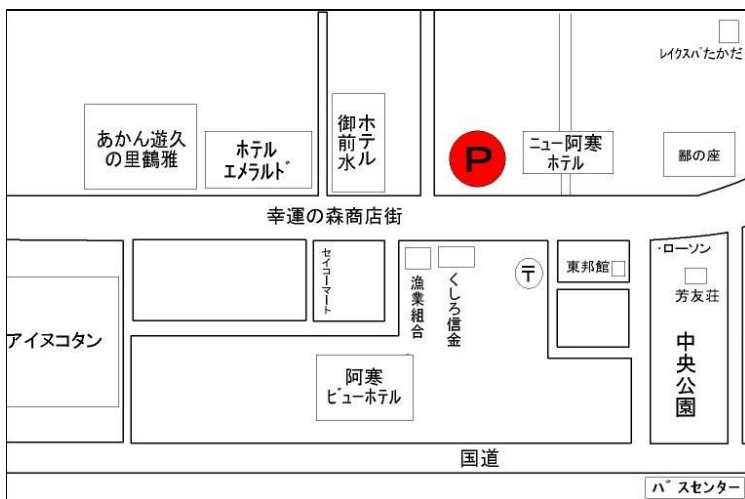 レイクスパたかだ
あかん遊久
の里鶴雅
ホテル
エメラルド
ホテル
御前水
P
ニュー阿寒
ホテル
鄙の座
幸運の森商店街
セイコーマート
漁業組合
くしろ信金
〒
東邦館
・ローソン
芳友荘
中央公園
アイヌコタン
阿寒
ビューホテル
国道
バスセンター